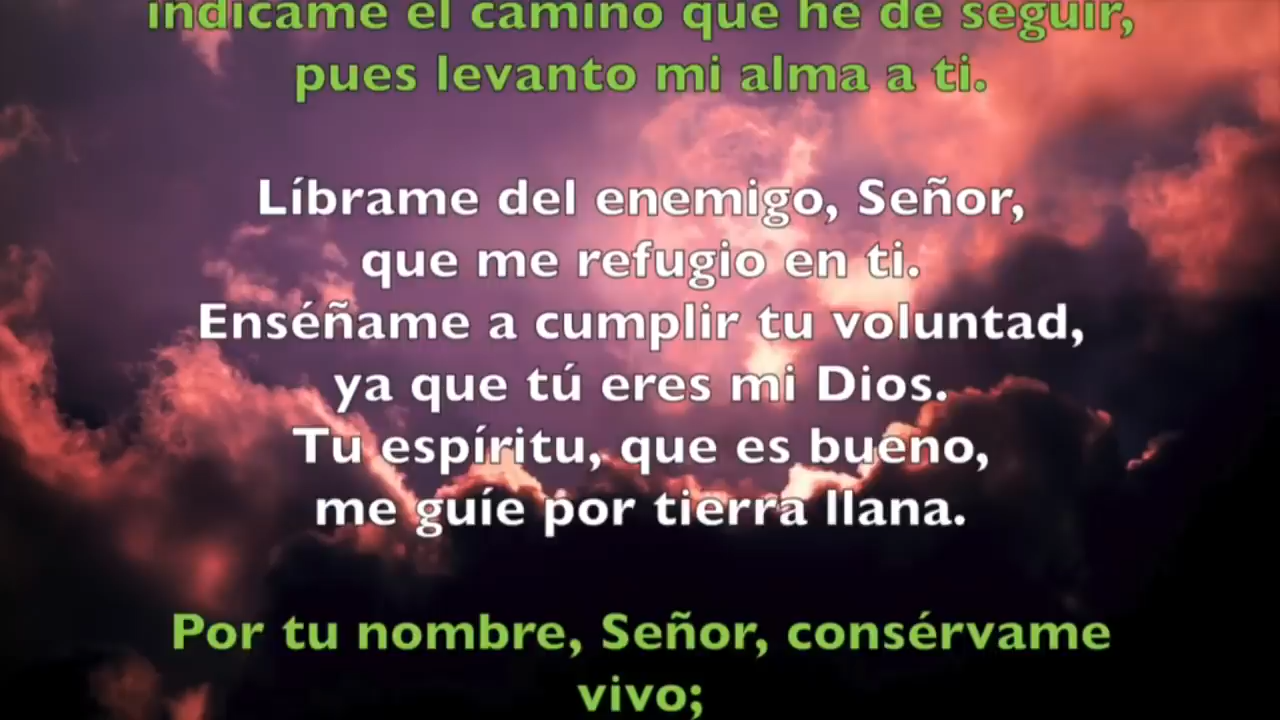 indícame el camino que he de seguir,
pues levanto mi alma a ti.
Líbrame del enemigo, Señor,
que me refugio en ti.
Enséñame a cumplir tu voluntad,
ya que tú eres mi Dios.
Tu espíritu, que es bueno,
me guíe por tierra llana.
Por tu nombre, Señor, consérvame
vivo;